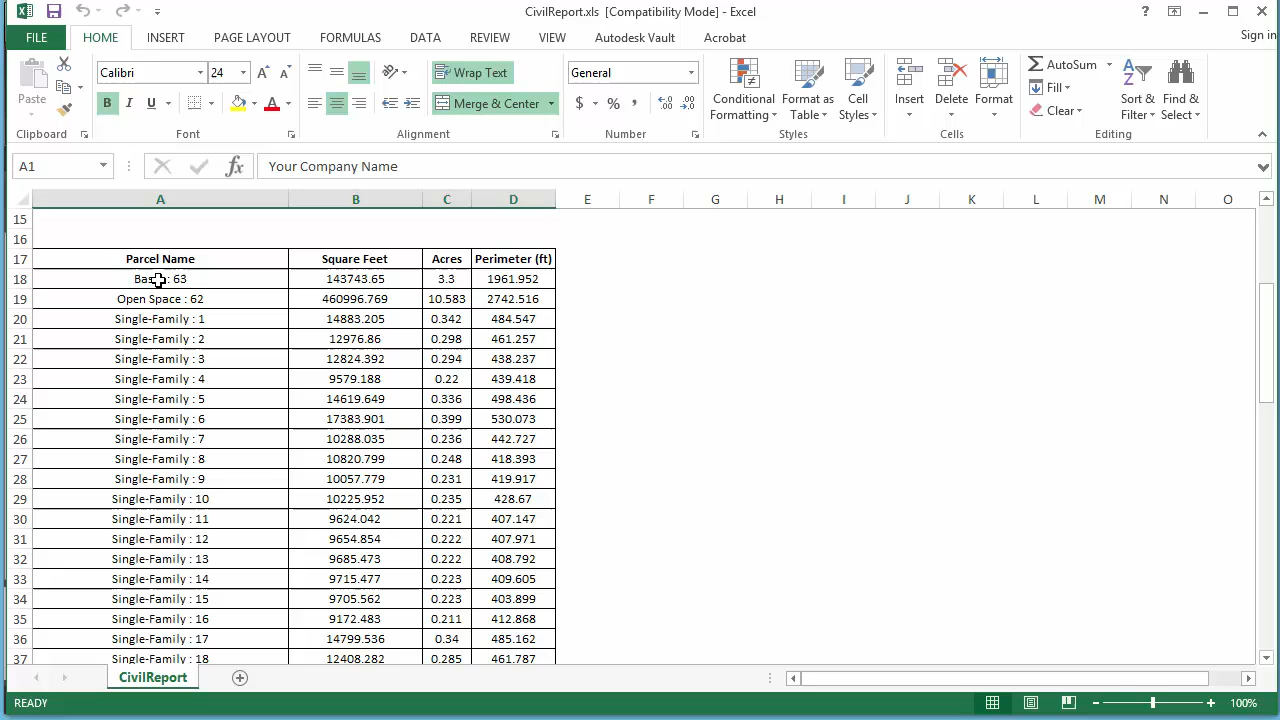 CivilReport.xls [Compatibility Mode] - Excel
FILE HOME INSERT PAGE LAYOUT FORMULAS DATA REVIEW VIEW Autodesk Vault Acrobat Sign in
Paste Calibri 24 Wrap Text General Conditional Formatting Format as Table Cell Styles Insert Delete Format AutoSum Sort & Filter Find & Select
B I U A Merge & Center $ % , Fill
Clear
Clipboard Font Alignment Number Styles Cells Editing
A1 fx Your Company Name
A B C D E F G H I J K L M N O
15
16
17 Parcel Name Square Feet Acres Perimeter (ft)
18 : 63 143743.65 3.3 1961.952
19 Open Space : 62 460996.769 10.583 2742.516
20 Single-Family : 1 14883.205 0.342 484.547
21 Single-Family : 2 12976.86 0.298 461.257
22 Single-Family : 3 12824.392 0.294 438.237
23 Single-Family : 4 9579.188 0.22 439.418
24 Single-Family : 5 14619.649 0.336 498.436
25 Single-Family : 6 17383.901 0.399 530.073
26 Single-Family : 7 10288.035 0.236 442.727
27 Single-Family : 8 10820.799 0.248 418.393
28 Single-Family : 9 10057.779 0.231 419.917
29 Single-Family : 10 10225.952 0.235 428.67
30 Single-Family : 11 9624.042 0.221 407.147
31 Single-Family : 12 9654.854 0.222 407.971
32 Single-Family : 13 9685.473 0.222 408.792
33 Single-Family : 14 9715.477 0.223 409.605
34 Single-Family : 15 9705.562 0.223 403.899
35 Single-Family : 16 9172.483 0.211 412.868
36 Single-Family : 17 14799.536 0.34 485.162
37 Single-Family : 18 12408.282 0.285 461.787
CivilReport
READY 100%